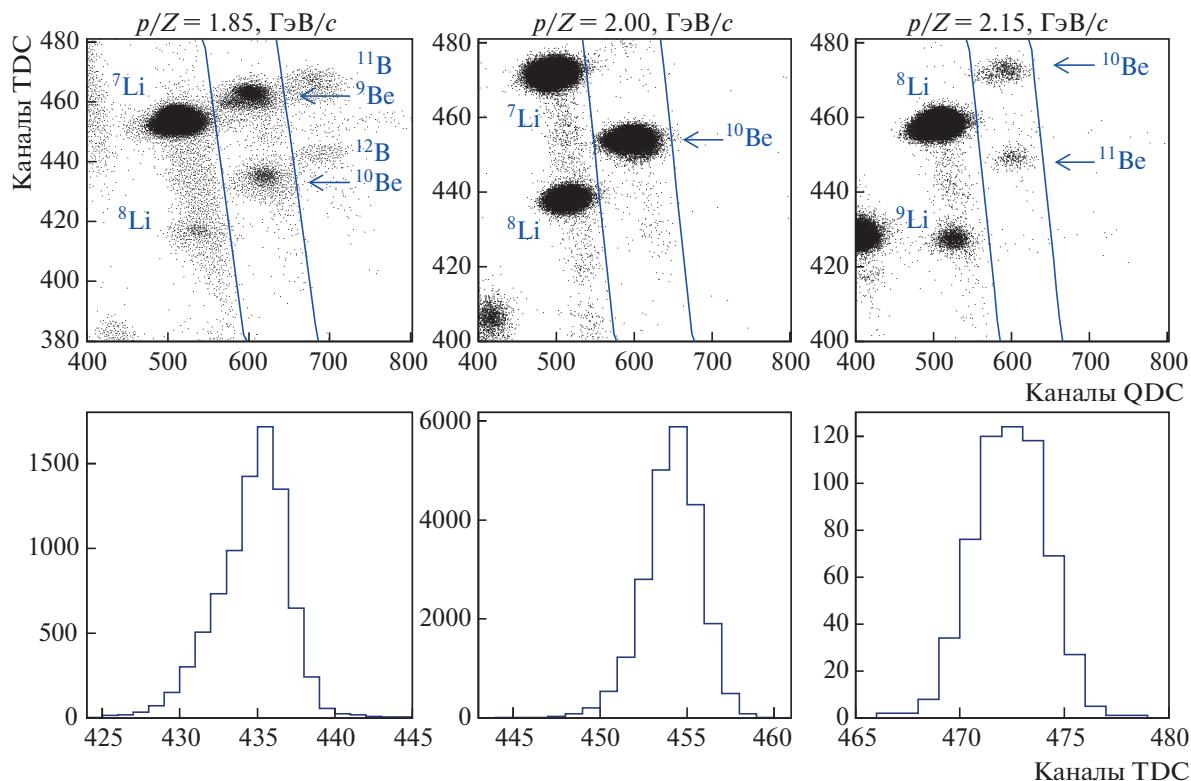 p/Z = 1.85, ГэВ/c
p/Z = 2.00, ГэВ/c
p/Z = 2.15, ГэВ/c
Каналы TDC
480
460
440
420
400
380
400 500 600 700 800
⁷Li
⁸Li
¹¹B
⁹Be
¹²B
¹⁰Be
480
460
440
420
400
400 500 600 700 800
⁷Li
⁸Li
¹⁰Be
480
460
440
420
400
400 500 600 700 800
⁸Li
⁹Li
¹⁰Be
¹¹Be
Каналы QDC
1500
1000
500
0
425 430 435 440 445
6000
4000
2000
0
445 450 455 460
120
100
80
60
40
20
0
465 470 475 480
Каналы TDC